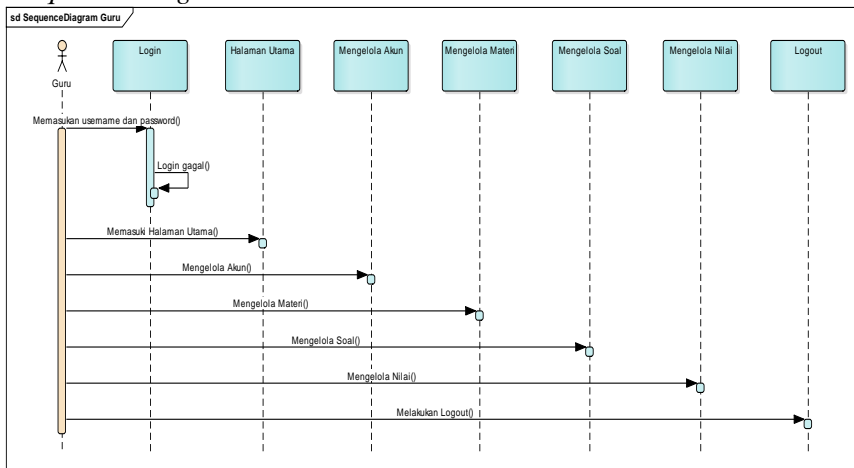 sd SequenceDiagram Guru
Login
Halaman Utama
Mengelola Akun
Mengelola Materi
Mengelola Soal
Mengelola Nilai
Logout
Guru
Memasukan username dan password()
Login gagal()
Memasuki Halaman Utama()
Mengelola Akun()
Mengelola Materi()
Mengelola Soal()
Mengelola Nilai()
Melakukan Logout()